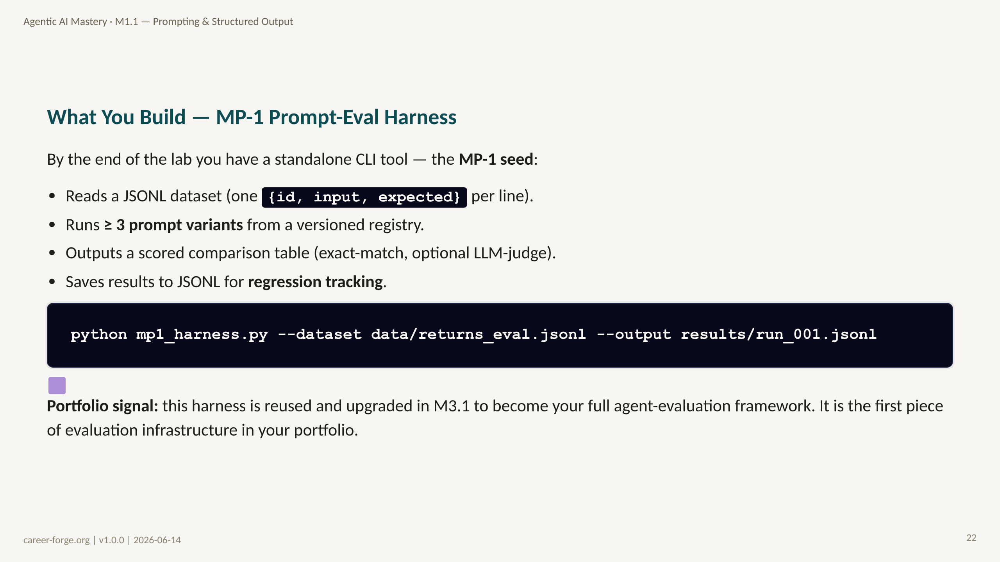 Agentic AI Mastery · M1.1 — Prompting & Structured Output
What You Build — MP-1 Prompt-Eval Harness
By the end of the lab you have a standalone CLI tool — the MP-1 seed:
• Reads a JSONL dataset (one {id, input, expected} per line).
• Runs ≥ 3 prompt variants from a versioned registry.
• Outputs a scored comparison table (exact-match, optional LLM-judge).
• Saves results to JSONL for regression tracking.
python mp1_harness.py --dataset data/returns_eval.jsonl --output results/run_001.jsonl
Portfolio signal: this harness is reused and upgraded in M3.1 to become your full agent-evaluation framework. It is the first piece
of evaluation infrastructure in your portfolio.
career-forge.org | v1.0.0 | 2026-06-14
22